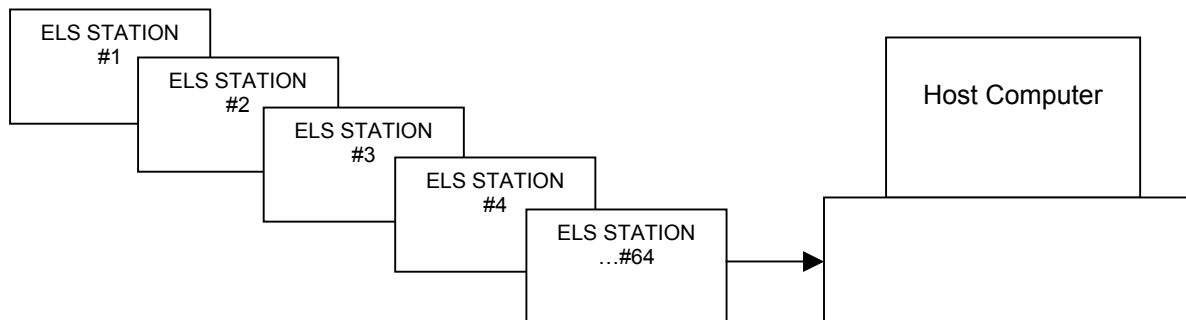 ELS STATION
#1
ELS STATION
#2
ELS STATION
#3
ELS STATION
#4
ELS STATION
…#64
Host Computer